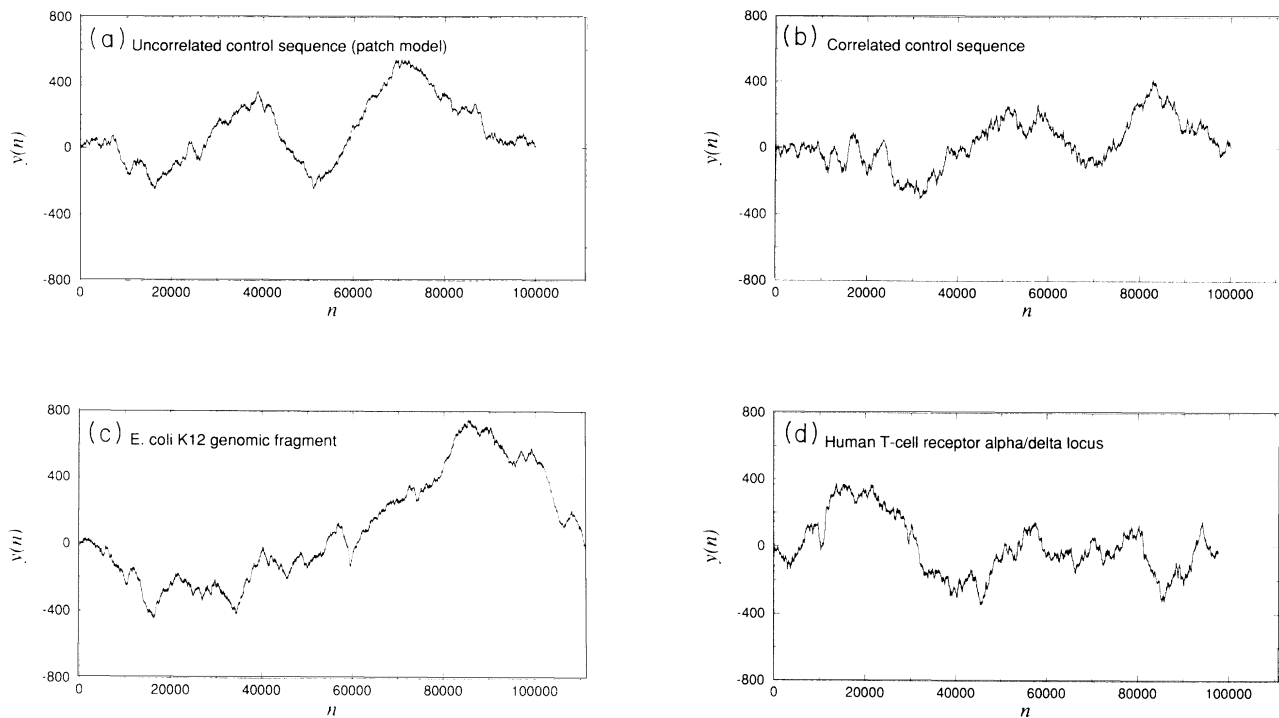 (a) Uncorrelated control sequence (patch model)
800
400
0
-400
-800
y(n)
0 20000 40000 60000 80000 100000
n
(b) Correlated control sequence
800
400
0
-400
-800
y(n)
0 20000 40000 60000 80000 100000
n
(c) E. coli K12 genomic fragment
800
400
0
-400
-800
y(n)
0 20000 40000 60000 80000 100000
n
(d) Human T-cell receptor alpha/delta locus
800
400
0
-400
-800
y(n)
0 20000 40000 60000 80000 100000
n